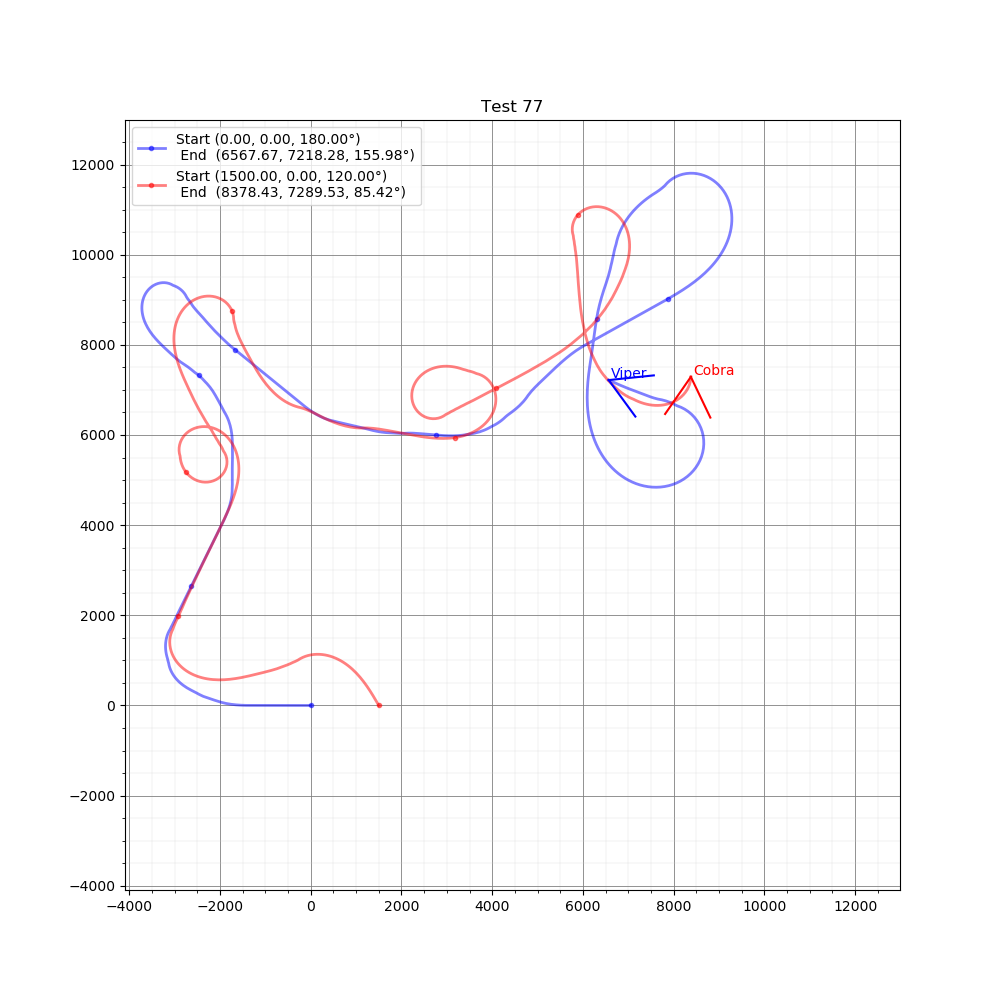 Test 77
Start (0.00, 0.00, 180.00°)
End (6567.67, 7218.28, 155.98°)
Start (1500.00, 0.00, 120.00°)
End (8378.43, 7289.53, 85.42°)
12000
10000
8000
6000
4000
2000
0
−2000
−4000
Viper
Cobra
−4000 −2000 0 2000 4000 6000 8000 10000 12000